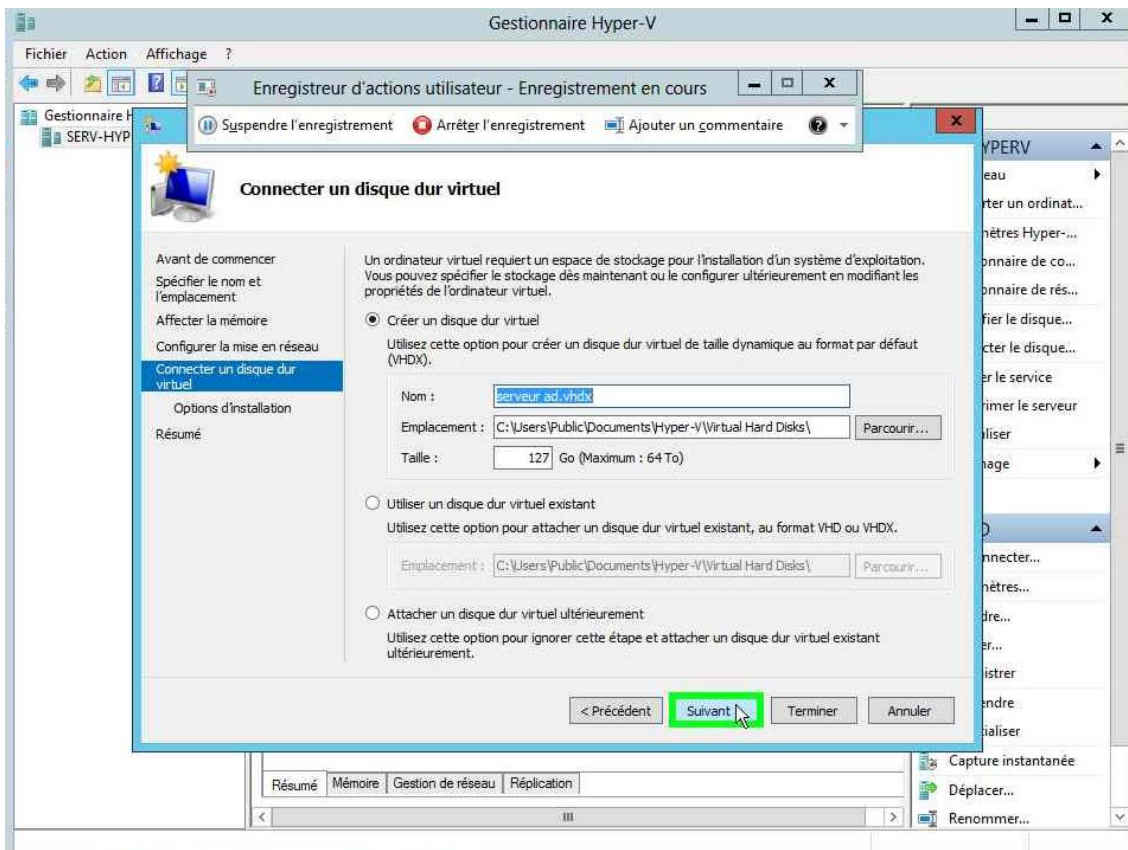 Gestionnaire Hyper-V
Fichier Action Affichage ?
Enregistreur d'actions utilisateur - Enregistrement en cours
Suspendre l'enregistrement Arrêter l'enregistrement Ajouter un commentaire
Gestionnaire H
SERV-HYP
Connecter un disque dur virtuel
Avant de commencer
Spécifier le nom et
l'emplacement
Affecter la mémoire
Configurer la mise en réseau
Connecter un disque dur
virtuel
Options d'installation
Résumé
Un ordinateur virtuel requiert un espace de stockage pour l'installation d'un système d'exploitation.
Vous pouvez spécifier le stockage dès maintenant ou le configurer ultérieurement en modifiant les
propriétés de l'ordinateur virtuel.
Créer un disque dur virtuel
Utilisez cette option pour créer un disque dur virtuel de taille dynamique au format par défaut
(VHDX).
Nom : serveur ad.vhdx
Emplacement : C:\Users\Public\Documents\Hyper-V\Virtual Hard Disks\ Parcourir...
Taille : 127 Go (Maximum : 64 To)
Utiliser un disque dur virtuel existant
Utilisez cette option pour attacher un disque dur virtuel existant, au format VHD ou VHDX.
Emplacement : C:\Users\Public\Documents\Hyper-V\Virtual Hard Disks\ Parcourir...
Attacher un disque dur virtuel ultérieurement
Utilisez cette option pour ignorer cette étape et attacher un disque dur virtuel existant
ultérieurement.
< Précédent Suivant Terminer Annuler
YPERV
eau
rter un ordinat...
nètres Hyper-...
onnaire de co...
onnaire de rés...
fier le disque...
cter le disque...
er le service
rimer le serveur
aliser
hage
nnecter...
nètres...
dre...
er...
istrer
endre
ialiser
Capture instantanée
Déplacer...
Renommer...
Résumé Mémoire Gestion de réseau Réplication